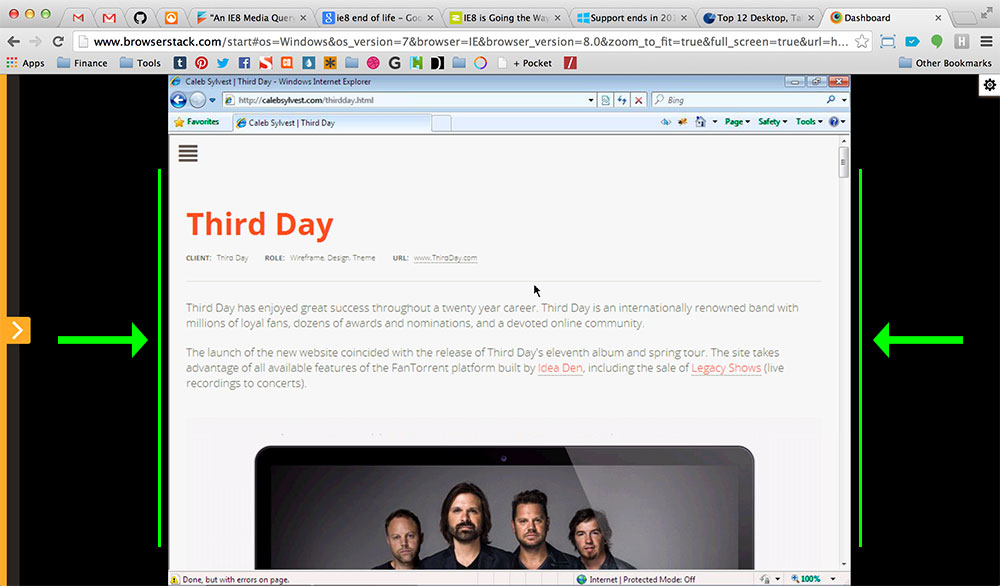 "An IE8 Media Quer
ie8 end of life – Goo
IE8 is Going the Way
Support ends in 201
Top 12 Desktop, Ta
Dashboard
www.browserstack.com/start#os=Windows&os_version=7&browser=IE&browser_version=8.0&zoom_to_fit=true&full_screen=true&url=h...
Apps Finance Tools + Pocket Other Bookmarks
Caleb Sylvest | Third Day - Windows Internet Explorer
http://calebsylvest.com/thirdday.html Bing
Favorites Caleb Sylvest | Third Day Page Safety Tools
Third Day
CLIENT: Third Day ROLE: Wireframe, Design, Theme URL: www.ThirdDay.com
Third Day has enjoyed great success throughout a twenty year career. Third Day is an internationally renowned band with
millions of loyal fans, dozens of awards and nominations, and a devoted online community.
The launch of the new website coincided with the release of Third Day's eleventh album and spring tour. The site takes
advantage of all available features of the FanTorrent platform built by Idea Den, including the sale of Legacy Shows (live
recordings to concerts).
Done, but with errors on page. Internet | Protected Mode: Off 100%